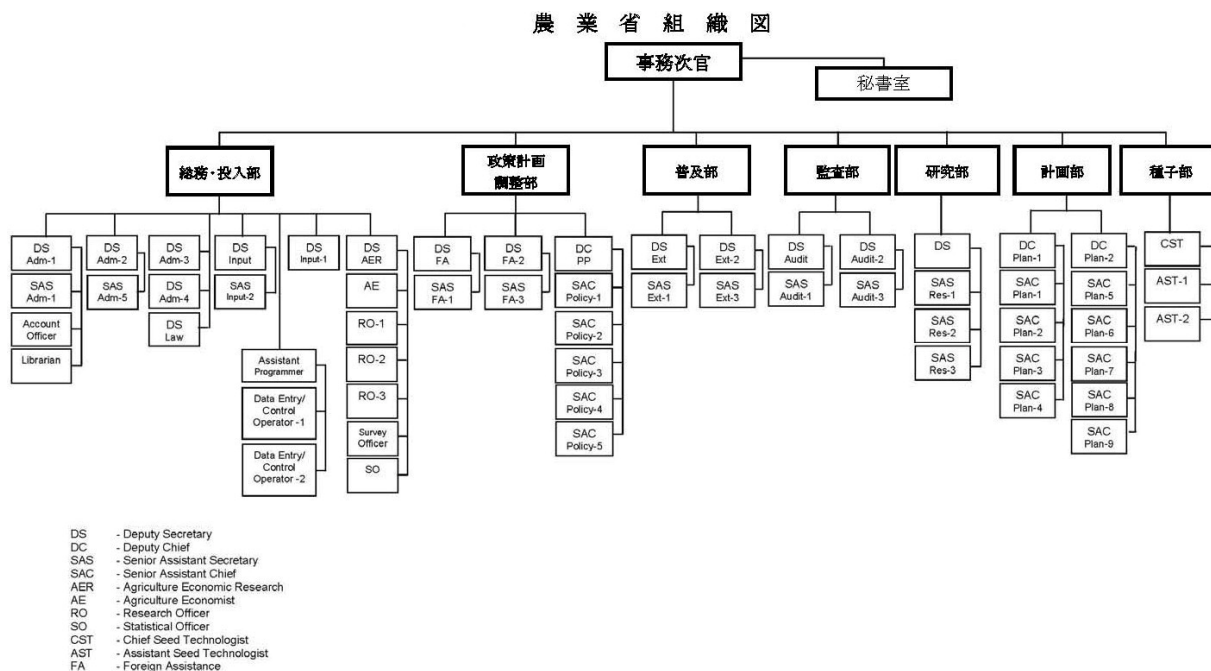 農業省組織図
事務次官
秘書室
総務・投入部
政策計画
調整部
普及部
監査部
研究部
計画部
種子部
DS
Adm-1
SAS
Adm-1
Account
Officer
Librarian
DS
Adm-2
SAS
Adm-5
DS
Adm-3
DS
Adm-4
DS
Law
DS
Input
SAS
Input-2
Assistant
Programmer
Data Entry/
Control
Operator -1
Data Entry/
Control
Operator -2
DS
Input-1
DS
AER
AE
RO-1
RO-2
RO-3
Survey
Officer
SO
DS
FA
SAS
FA-1
DS
FA-2
SAS
FA-3
DC
PP
SAC
Policy-1
SAC
Policy-2
SAC
Policy-3
SAC
Policy-4
SAC
Policy-5
DS
Ext
SAS
Ext-1
DS
Ext-2
SAS
Ext-3
DS
Audit
SAS
Audit-1
DS
Audit-2
SAS
Audit-3
DS
SAS
Res-1
SAS
Res-2
SAS
Res-3
DC
Plan-1
SAC
Plan-1
SAC
Plan-2
SAC
Plan-3
SAC
Plan-4
DC
Plan-2
SAC
Plan-5
SAC
Plan-6
SAC
Plan-7
SAC
Plan-8
SAC
Plan-9
CST
AST-1
AST-2
DS - Deputy Secretary
DC - Deputy Chief
SAS - Senior Assistant Secretary
SAC - Senior Assistant Chief
AER - Agriculture Economic Research
AE - Agriculture Economist
RO - Research Officer
SO - Statistical Officer
CST - Chief Seed Technologist
AST - Assistant Seed Technologist
FA - Foreign Assistance